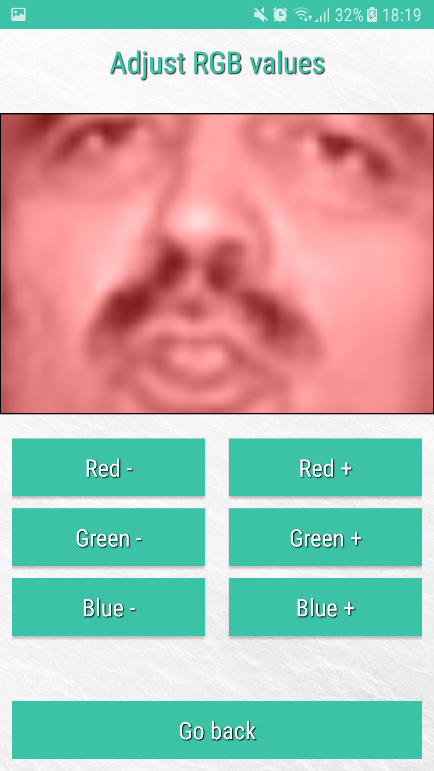 32% 18:19
Adjust RGB values
Red -
Red +
Green -
Green +
Blue -
Blue +
Go back